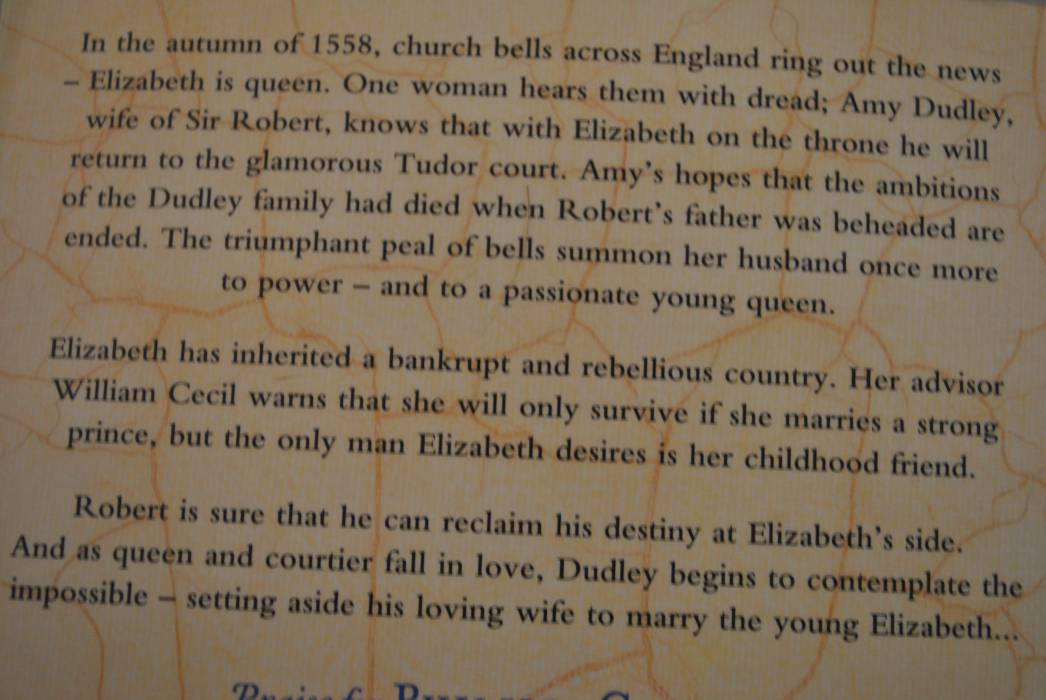 In the autumn of 1558, church bells across England ring out the news
– Elizabeth is queen. One woman hears them with dread; Amy Dudley,
wife of Sir Robert, knows that with Elizabeth on the throne he will
return to the glamorous Tudor court. Amy's hopes that the ambitions
of the Dudley family had died when Robert's father was beheaded are
ended. The triumphant peal of bells summon her husband once more
to power – and to a passionate young queen.
Elizabeth has inherited a bankrupt and rebellious country. Her advisor
William Cecil warns that she will only survive if she marries a strong
prince, but the only man Elizabeth desires is her childhood friend.
Robert is sure that he can reclaim his destiny at Elizabeth's side.
And as queen and courtier fall in love, Dudley begins to contemplate the
impossible – setting aside his loving wife to marry the young Elizabeth...